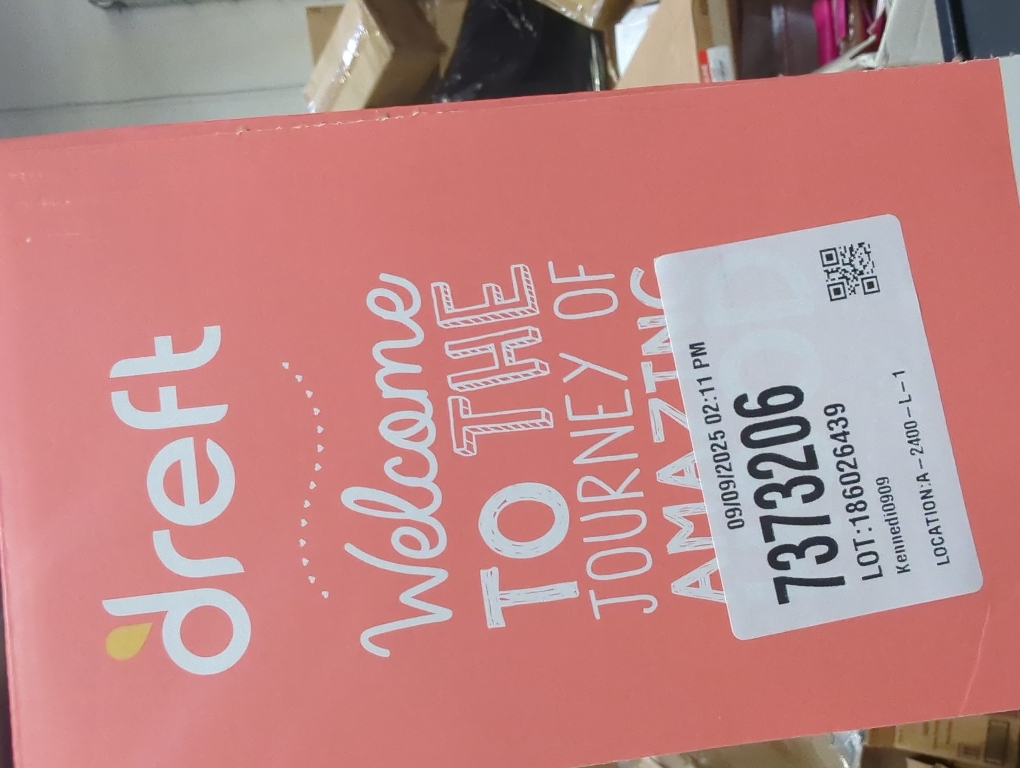 dreft
Welcome
TO THE
JOURNEY OF
AMAZING
09/09/2025 02:11 PM
7373206
LOT:186026439
Kennedi0909
LOCATION:A-2400-L-1